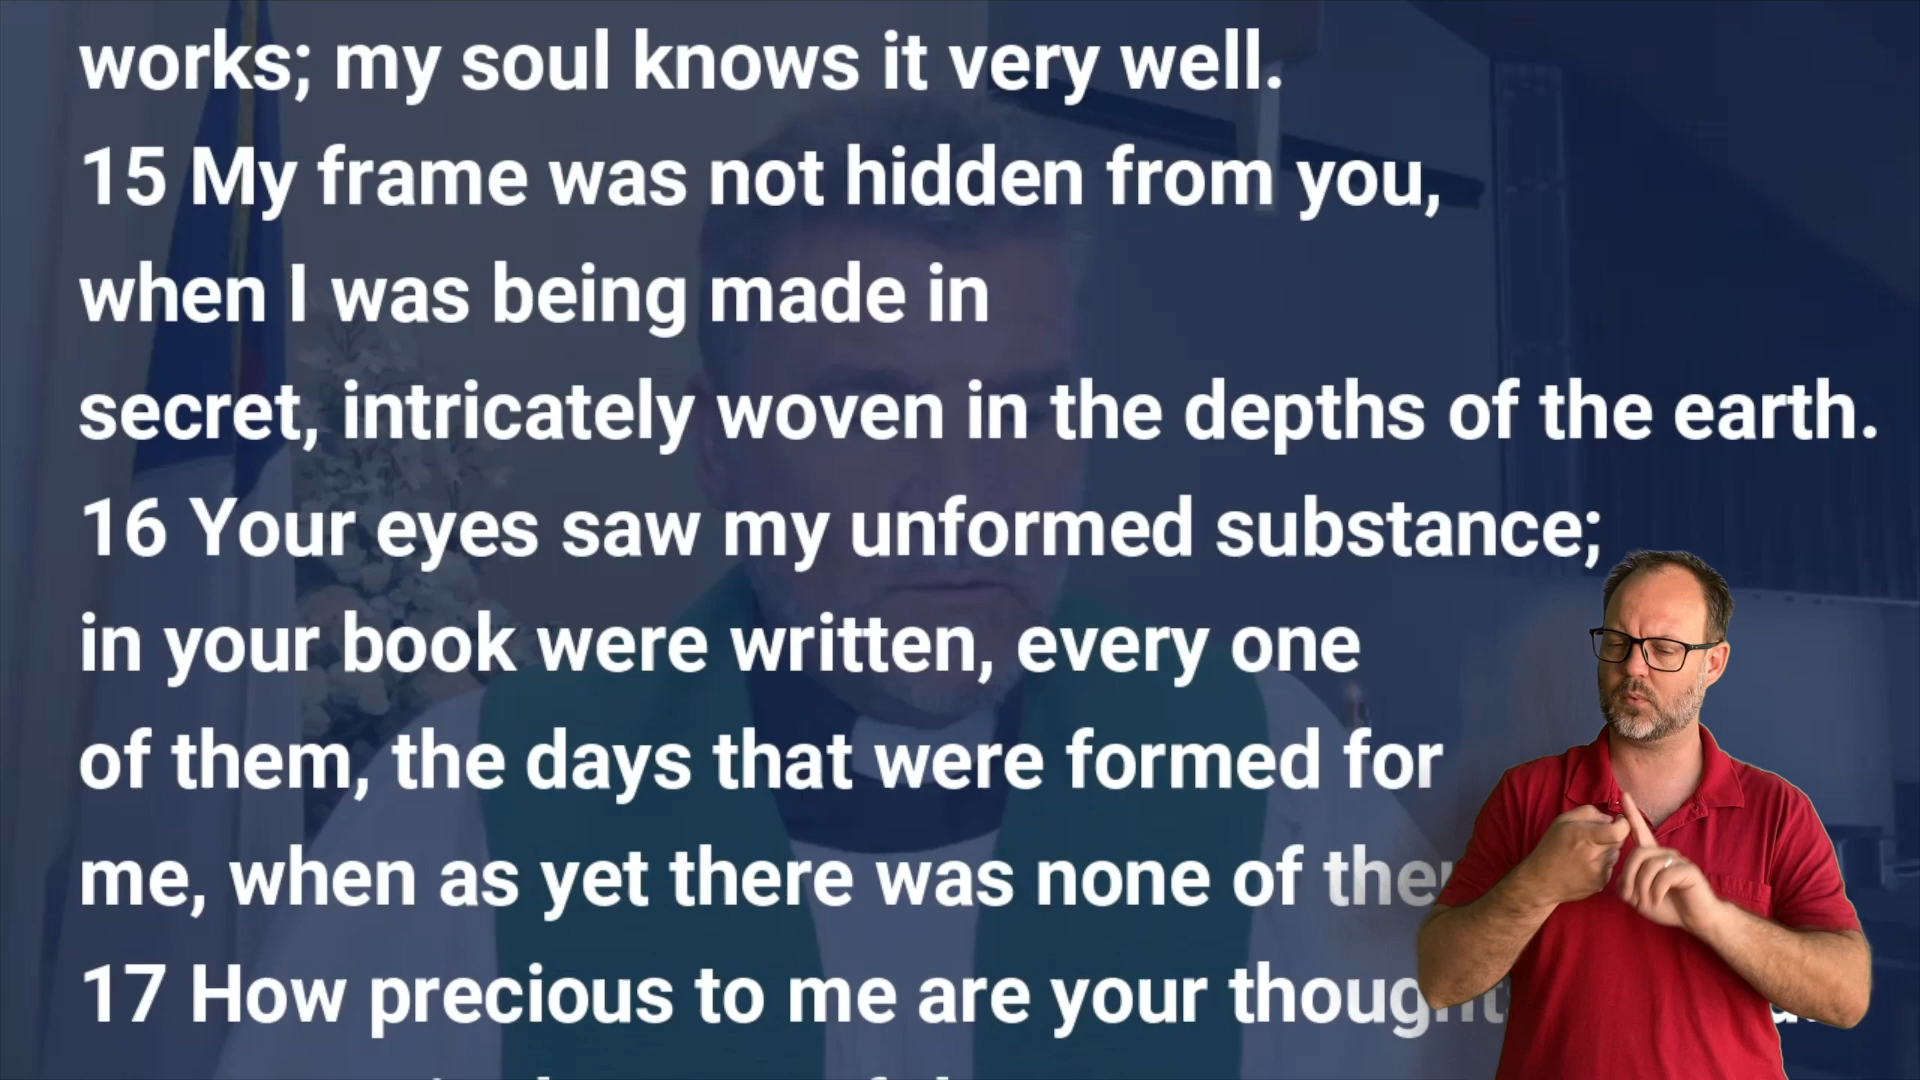 works; my soul knows it very well.
15 My frame was not hidden from you,
when I was being made in
secret, intricately woven in the depths of the earth.
16 Your eyes saw my unformed substance;
in your book were written, every one
of them, the days that were formed for
me, when as yet there was none of
17 How precious to me are your